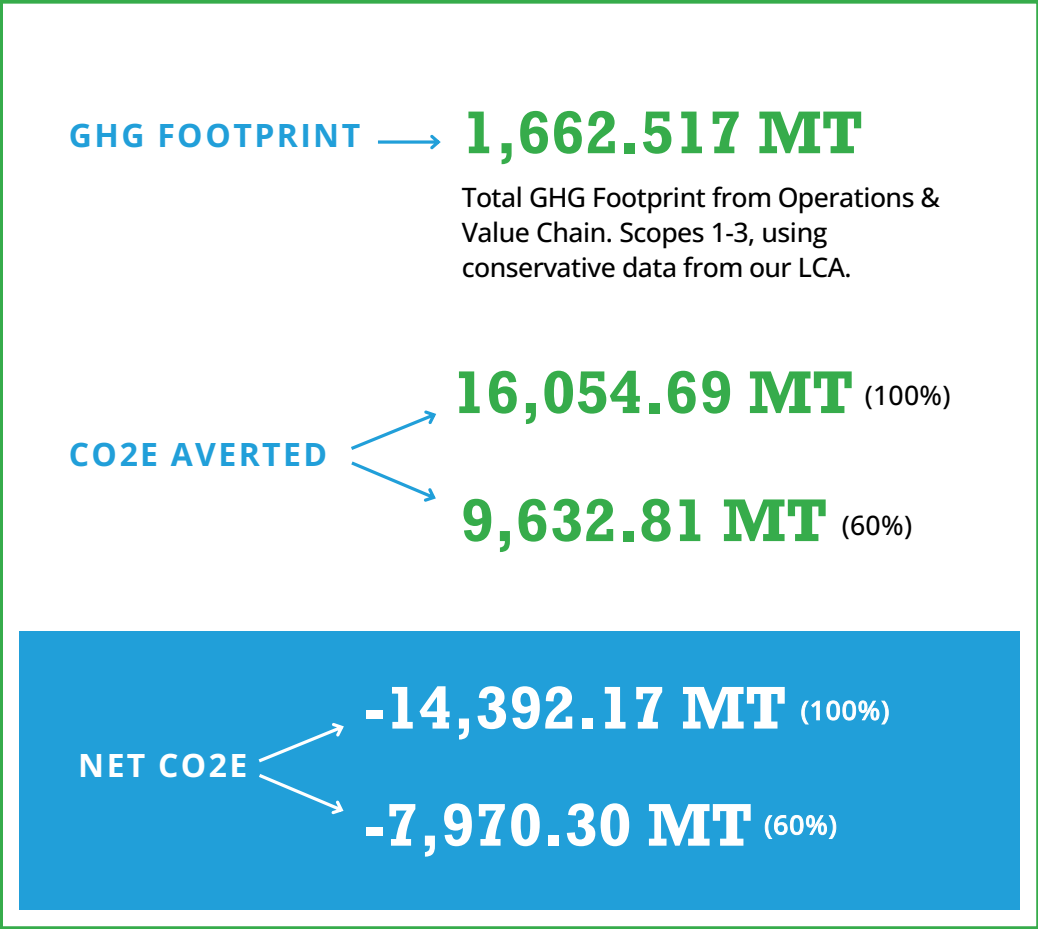 GHG FOOTPRINT 1,662.517 MT
Total GHG Footprint from Operations &
Value Chain. Scopes 1-3, using
conservative data from our LCA.
16,054.69 MT (100%)
CO2E AVERTED
9,632.81 MT (60%)
-14,392.17 MT (100%)
NET CO2E
-7,970.30 MT (60%)